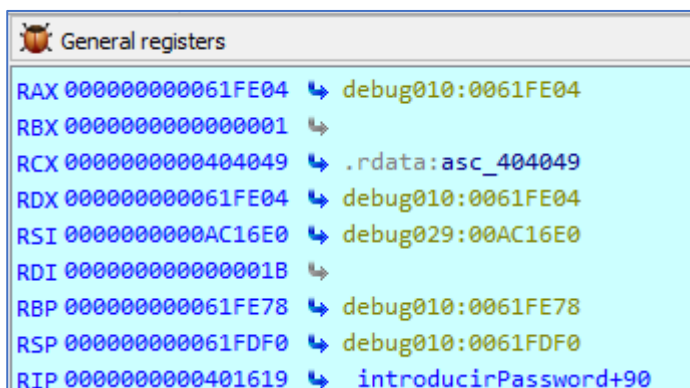 General registers
RAX 000000000061FE04 debug010:0061FE04
RBX 0000000000000001
RCX 0000000000404049 .rdata:asc_404049
RDX 000000000061FE04 debug010:0061FE04
RSI 0000000000AC16E0 debug029:00AC16E0
RDI 000000000000001B
RBP 000000000061FE78 debug010:0061FE78
RSP 000000000061FDF0 debug010:0061FDF0
RIP 0000000000401619 introducirPassword+90